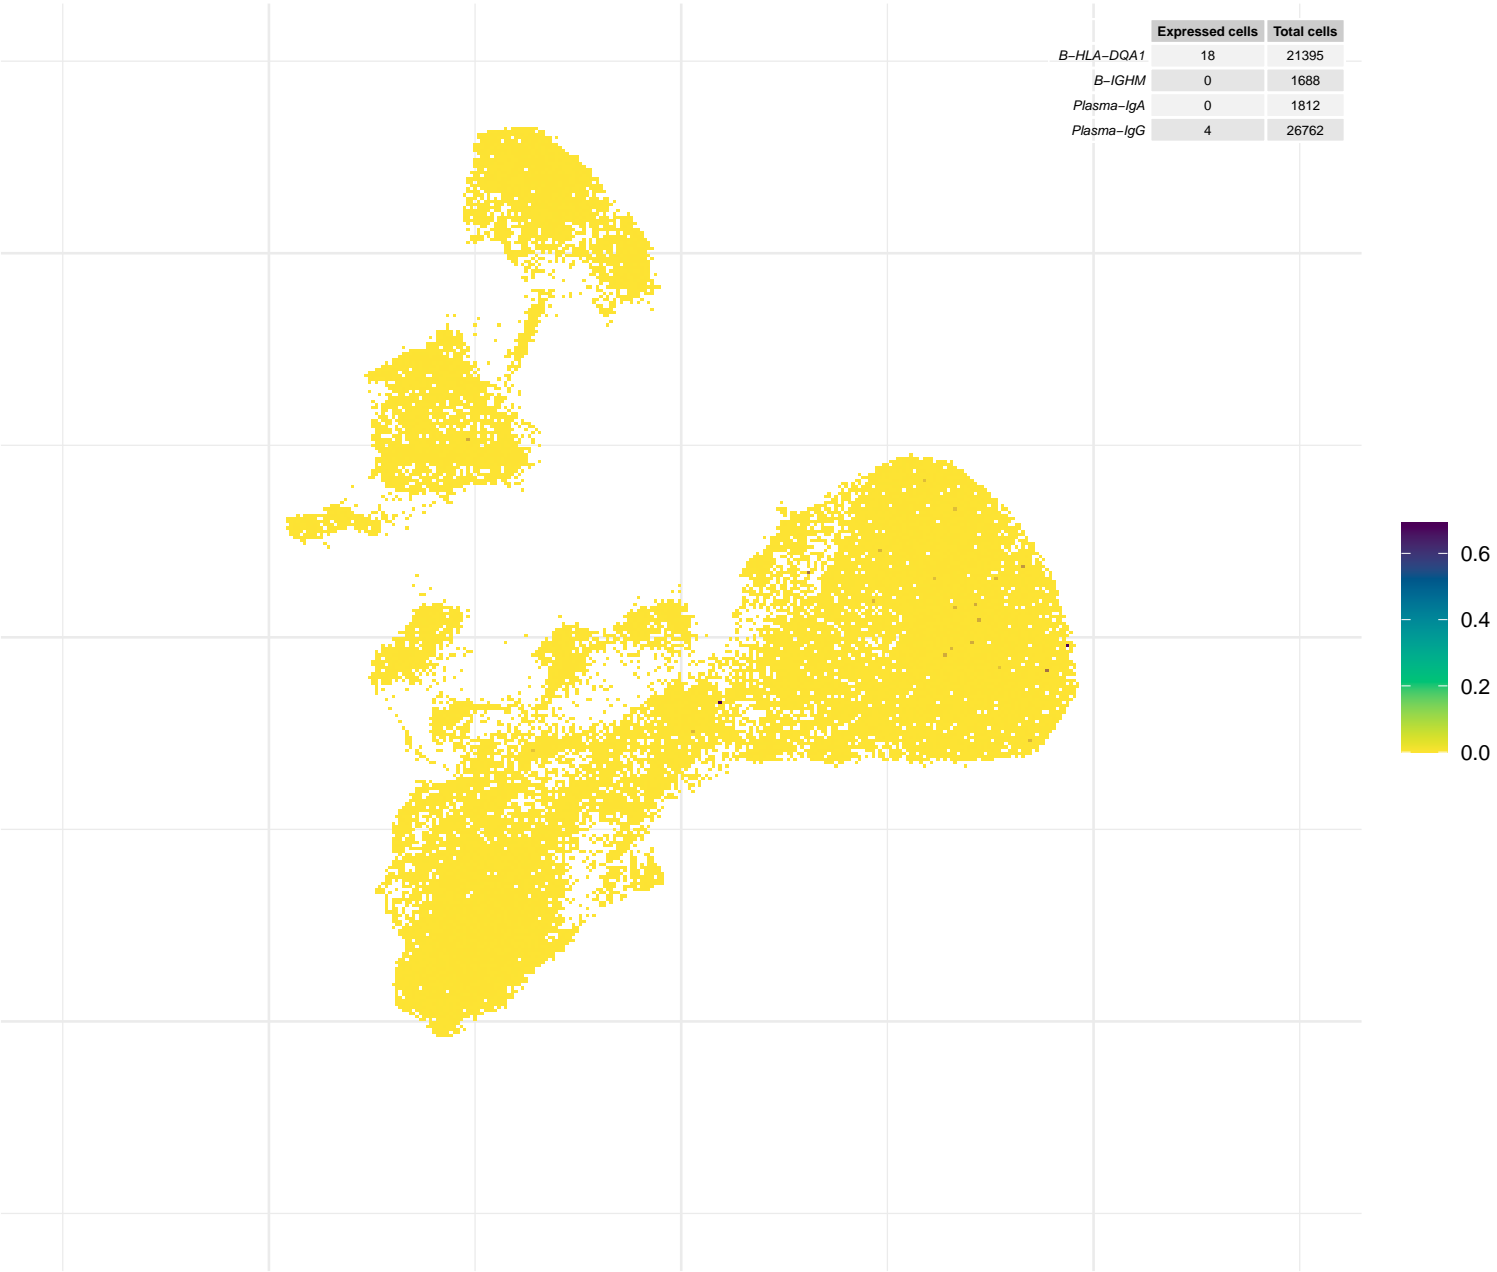 Expressed cells Total cells
B−HLA−DQA1 18 21395
B−IGHM 0 1688
Plasma−IgA 0 1812
Plasma−IgG 4 26762
0.6
0.4
0.2
0.0